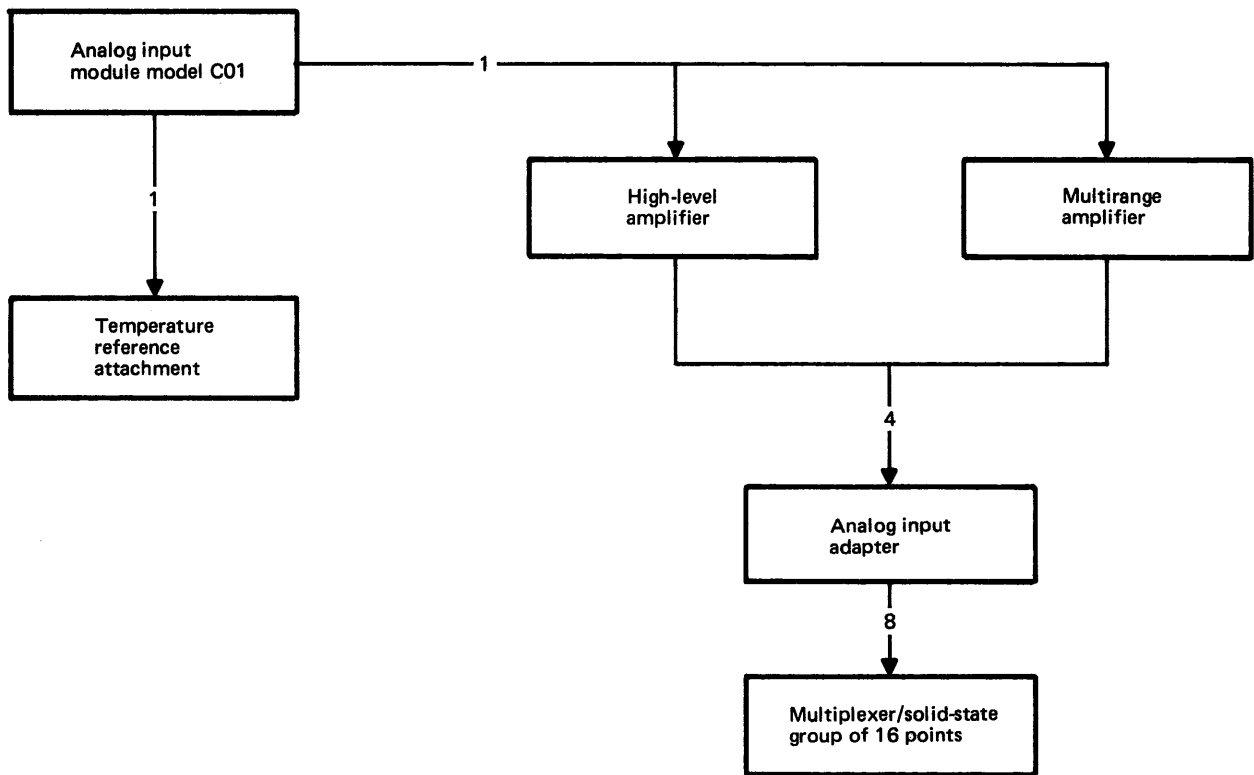 Analog input
module model C01
1
1
High-level
amplifier
Multirange
amplifier
Temperature
reference
attachment
4
Analog input
adapter
8
Multiplexer/solid-state
group of 16 points